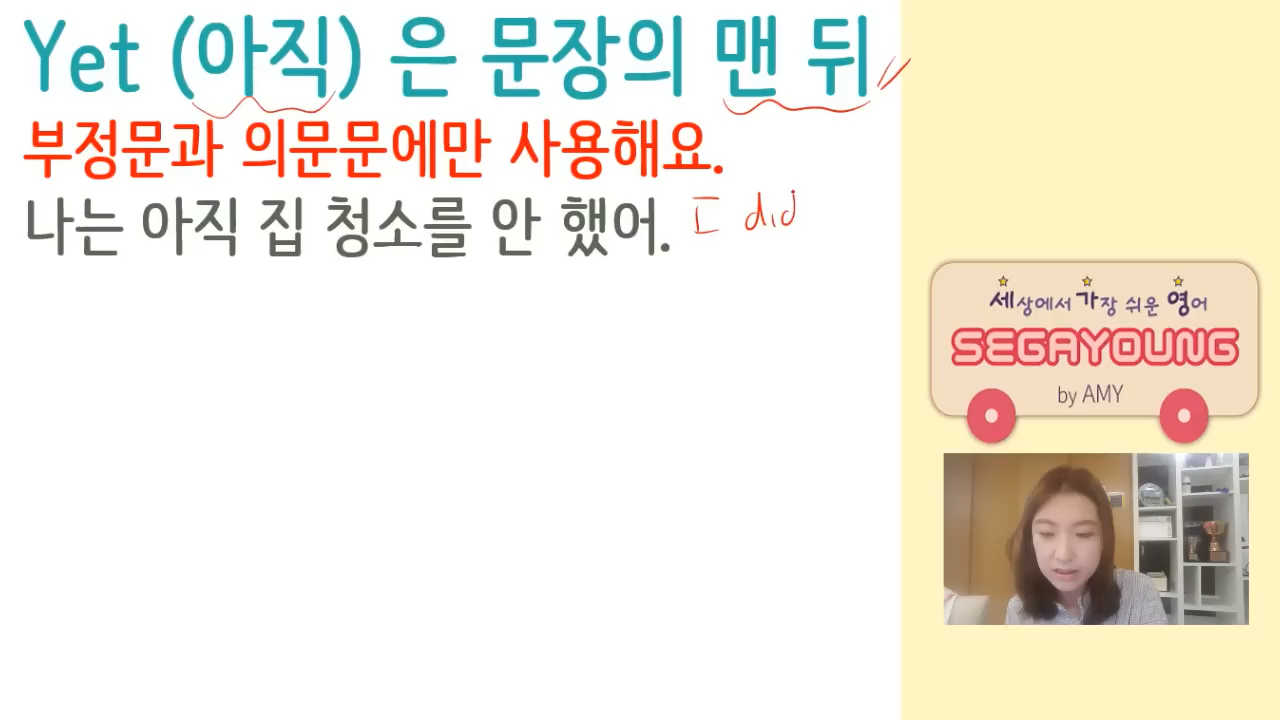 Yet (아직) 은 문장의 맨 뒤
부정문과 의문문에만 사용해요.
나는 아직 집 청소를 안 했어. I did
세상에서 가장 쉬운 영어
SEGAYOUNG
by AMY